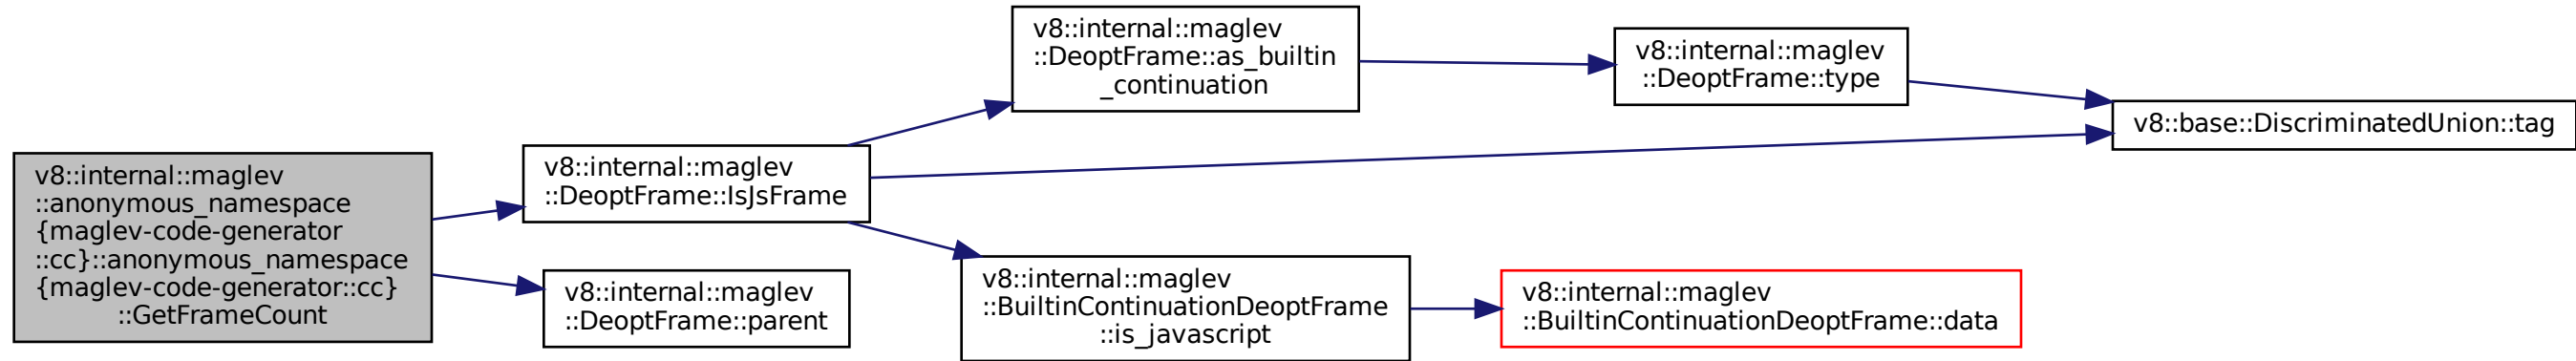 v8::internal::maglev
::anonymous_namespace
{maglev-code-generator
::cc}::anonymous_namespace
{maglev-code-generator::cc}
::GetFrameCount
v8::internal::maglev
::DeoptFrame::IsJsFrame
v8::internal::maglev
::DeoptFrame::parent
v8::internal::maglev
::DeoptFrame::as_builtin
_continuation
v8::internal::maglev
::BuiltinContinuationDeoptFrame
::is_javascript
v8::internal::maglev
::DeoptFrame::type
v8::internal::maglev
::BuiltinContinuationDeoptFrame::data
v8::base::DiscriminatedUnion::tag